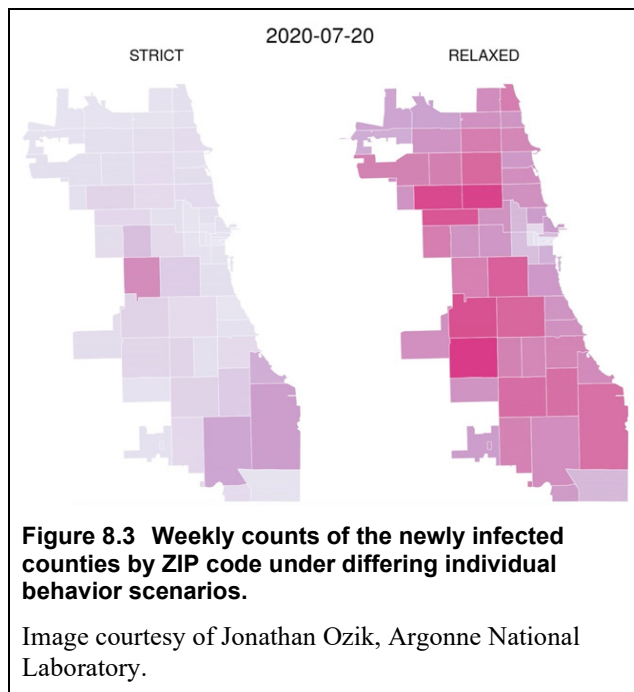 2020-07-20
STRICT
RELAXED
Figure 8.3 Weekly counts of the newly infected
counties by ZIP code under differing individual
behavior scenarios.
Image courtesy of Jonathan Ozik, Argonne National
Laboratory.